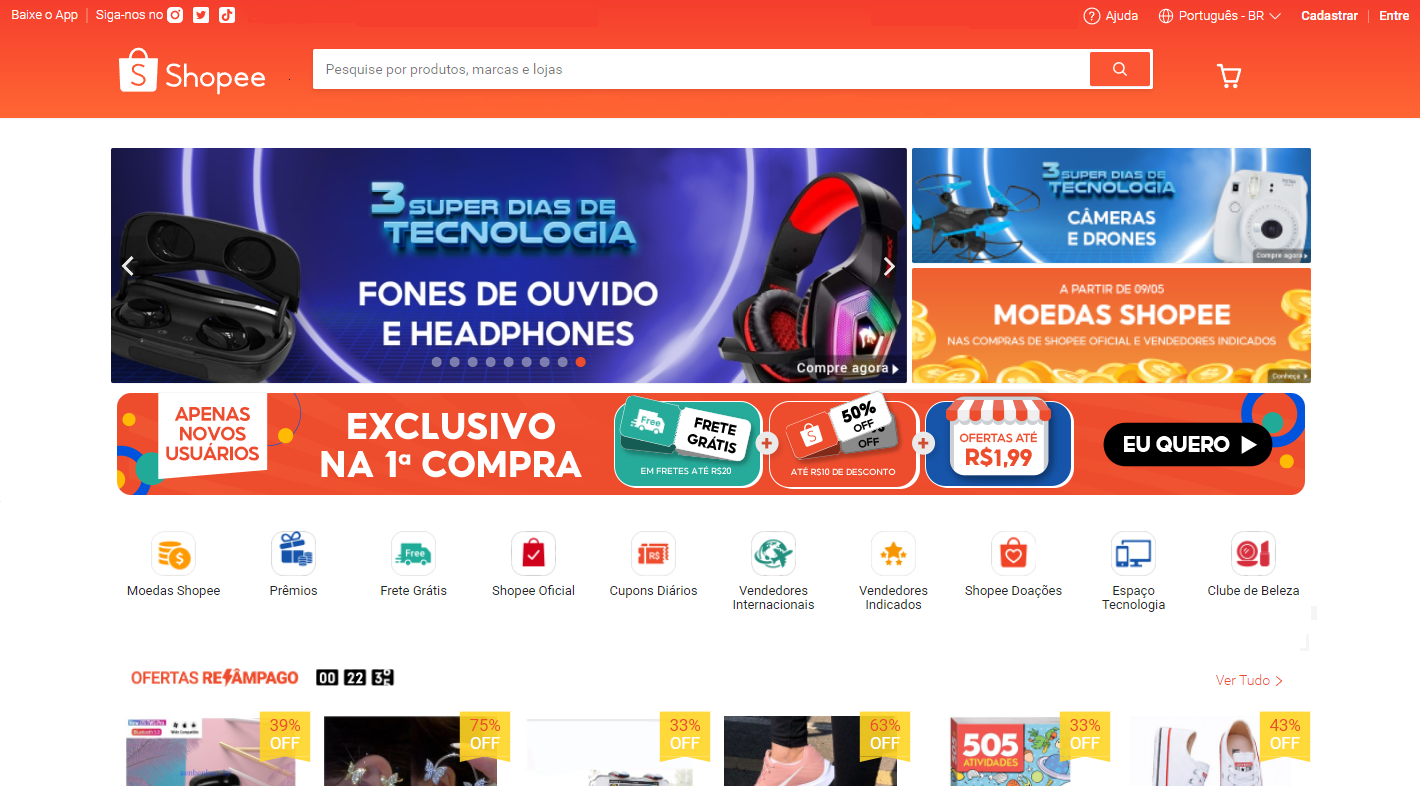 Baixe o App
Siga-nos no
Ajuda
Português - BR
Cadastrar
Entre
Shopee
Pesquise por produtos, marcas e lojas
3 SUPER DIAS DE
TECNOLOGIA
FONES DE OUVIDO
E HEADPHONES
Compre agora
3 SUPER DIAS DE
TECNOLOGIA
CÂMERAS
E DRONES
Compre agora
A PARTIR DE 09/05
MOEDAS SHOPEE
NAS COMPRAS DE SHOPEE OFICIAL E VENDEDORES INDICADOS
Conheça
APENAS
NOVOS
USUÁRIOS
EXCLUSIVO
NA 1ª COMPRA
Free
FRETE
GRÁTIS
EM FRETES ATÉ R$20
+
50%
OFF
OFF
ATÉ R$10 DE DESCONTO
+
OFERTAS ATÉ
R$1,99
EU QUERO
Moedas Shopee
Prêmios
Free
Frete Grátis
Shopee Oficial
R$
Cupons Diários
Vendedores
Internacionais
Vendedores
Indicados
Shopee Doações
Espaço
Tecnologia
Clube de Beleza
OFERTAS RELÂMPAGO
00 22
Ver Tudo
39%
OFF
75%
OFF
33%
OFF
63%
OFF
505
ATIVIDADES
33%
OFF
43%
OFF